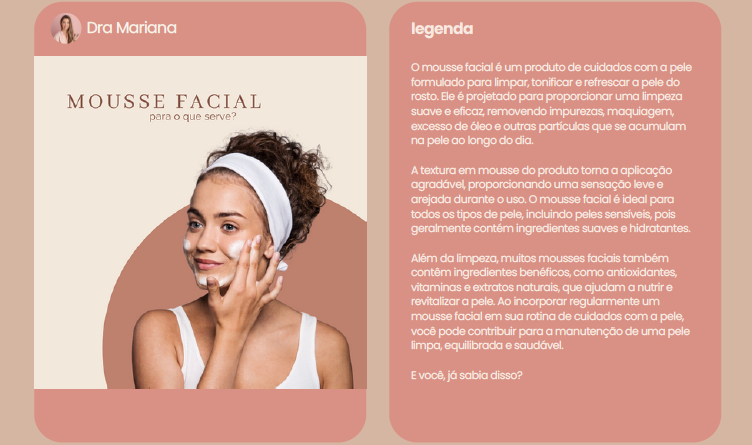 Dra Mariana
MOUSSE FACIAL
para o que serve?
legenda
O mousse facial é um produto de cuidados com a pele
formulado para limpar, tonificar e refrescar a pele do
rosto. Ele é projetado para proporcionar uma limpeza
suave e eficaz, removendo impurezas, maquiagem,
excesso de óleo e outras partículas que se acumulam
na pele ao longo do dia.
A textura em mousse do produto torna a aplicação
agradável, proporcionando uma sensação leve e
arejada durante o uso. O mousse facial é ideal para
todos os tipos de pele, incluindo peles sensíveis, pois
geralmente contém ingredientes suaves e hidratantes.
Além da limpeza, muitos mousses faciais também
contêm ingredientes benéficos, como antioxidantes,
vitaminas e extratos naturais, que ajudam a nutrir e
revitalizar a pele. Ao incorporar regularmente um
mousse facial em sua rotina de cuidados com a pele,
você pode contribuir para a manutenção de uma pele
limpa, equilibrada e saudável.
E você, já sabia disso?